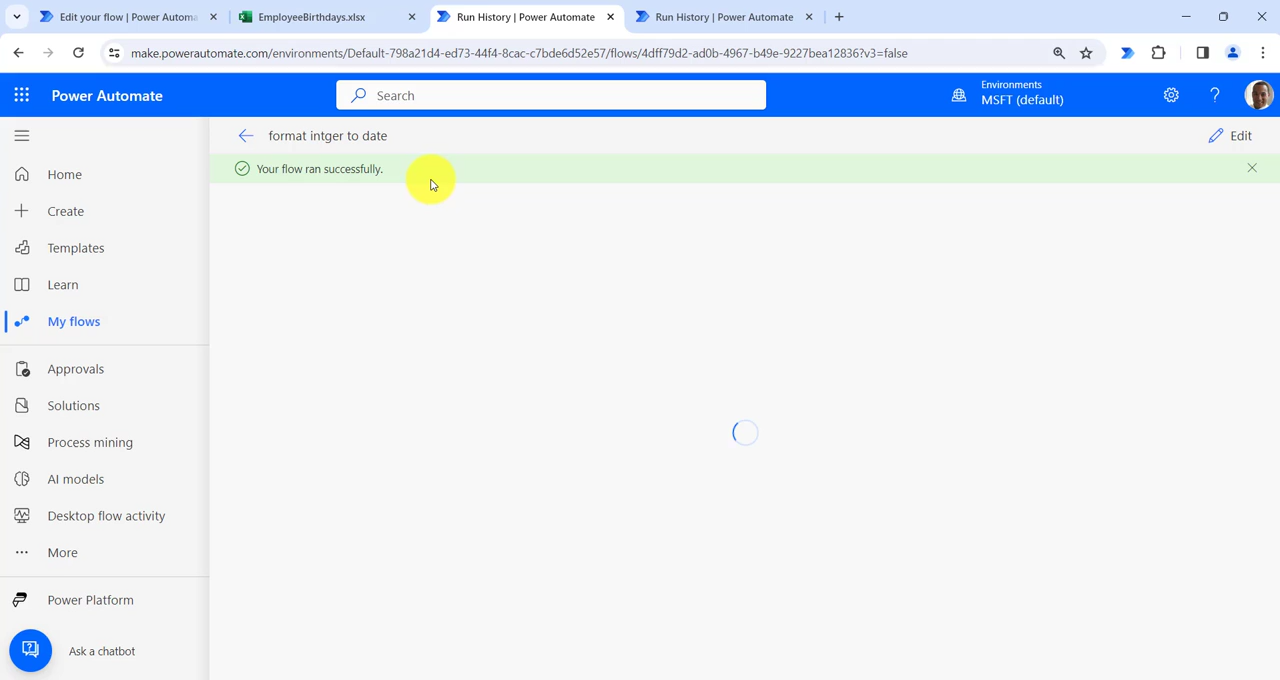 Edit your flow | Power Automa
EmployeeBirthdays.xlsx
Run History | Power Automate
Run History | Power Automate
make.powerautomate.com/environments/Default-798a21d4-ed73-44f4-8cac-c7bde6d52e57/flows/4dff79d2-ad0b-4967-b49e-9227bea12836?v3=false
Power Automate
Search
Environments
MSFT (default)
format intger to date
Edit
Your flow ran successfully.
Home
Create
Templates
Learn
My flows
Approvals
Solutions
Process mining
AI models
Desktop flow activity
More
Power Platform
Ask a chatbot